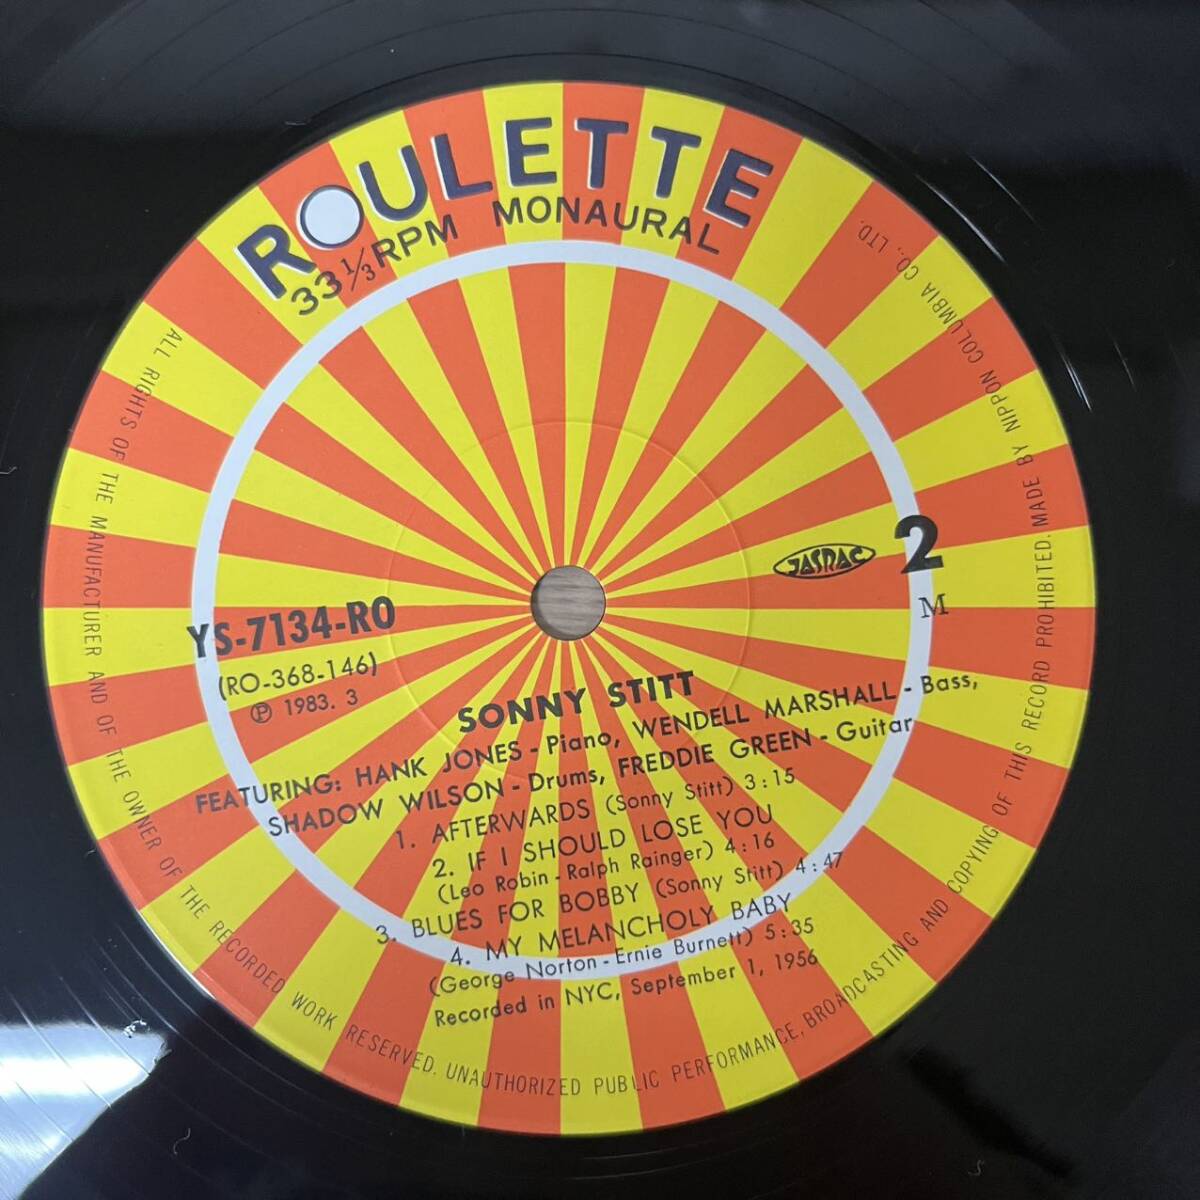 ROULETTE
33 1/3 RPM MONAURAL
JASRAC
2
M
YS-7134-RO
(RO-368-146)
Ⓟ 1983. 3
SONNY STITT
FEATURING: HANK JONES - Piano, WENDELL MARSHALL - Bass,
SHADOW WILSON - Drums, FREDDIE GREEN - Guitar
1. AFTERWARDS (Sonny Stitt) 3:15
2. IF I SHOULD LOSE YOU
(Leo Robin - Ralph Rainger) 4:16
3. BLUES FOR BOBBY (Sonny Stitt) 4:47
4. MY MELANCHOLY BABY
(George Norton - Ernie Burnett) 5:35
Recorded in NYC, September 1, 1956
ALL RIGHTS OF THE MANUFACTURER AND OF THE OWNER OF THE RECORDED WORK RESERVED. UNAUTHORIZED PUBLIC PERFORMANCE, BROADCASTING AND COPYING OF THIS RECORD PROHIBITED. MADE BY NIPPON COLUMBIA CO., LTD.